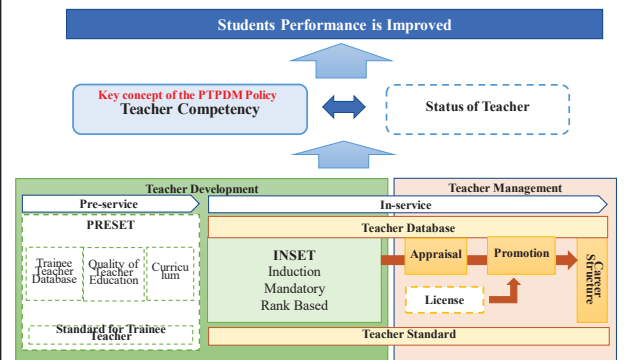 Students Performance is Improved
Key concept of the PTPDM Policy
Teacher Competency
Status of Teacher
Teacher Development
Teacher Management
Pre-service
In-service
PRESET
Teacher Database
Trainee
Teacher
Database
Quality of
Teacher
Education
Curricu
lum
INSET
Induction
Mandatory
Rank Based
Appraisal
Promotion
Career
Structure
License
Standard for Trainee
Teacher
Teacher Standard